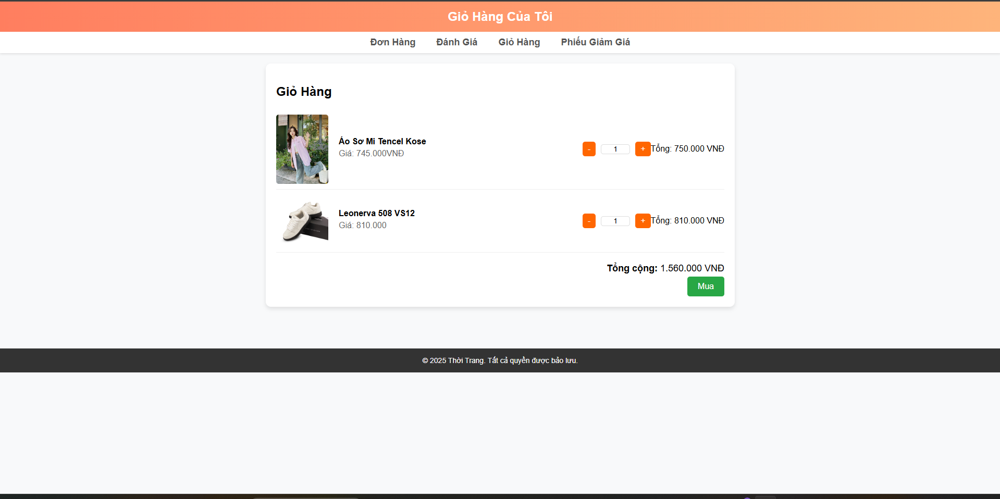 Giỏ Hàng Của Tôi
Đơn Hàng Đánh Giá Giỏ Hàng Phiếu Giảm Giá
Giỏ Hàng
Áo Sơ Mi Tencel Kose
Giá: 745.000VNĐ
- 1 + Tổng: 750.000 VNĐ
Leonerva 508 VS12
Giá: 810.000
- 1 + Tổng: 810.000 VNĐ
Tổng cộng: 1.560.000 VNĐ
Mua
© 2025 Thời Trang. Tất cả quyền được bảo lưu.